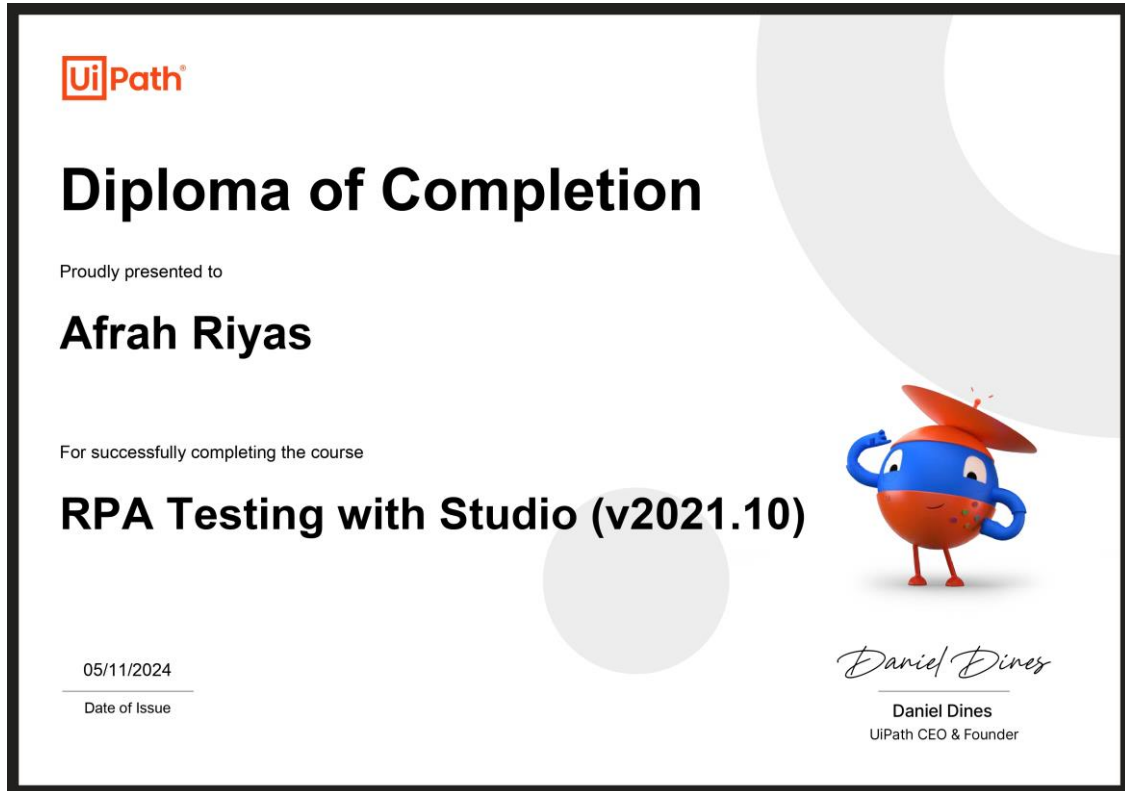 UiPath®
Diploma of Completion
Proudly presented to
Afrah Riyas
For successfully completing the course
RPA Testing with Studio (v2021.10)
05/11/2024
Date of Issue
Daniel Dines
Daniel Dines
UiPath CEO & Founder